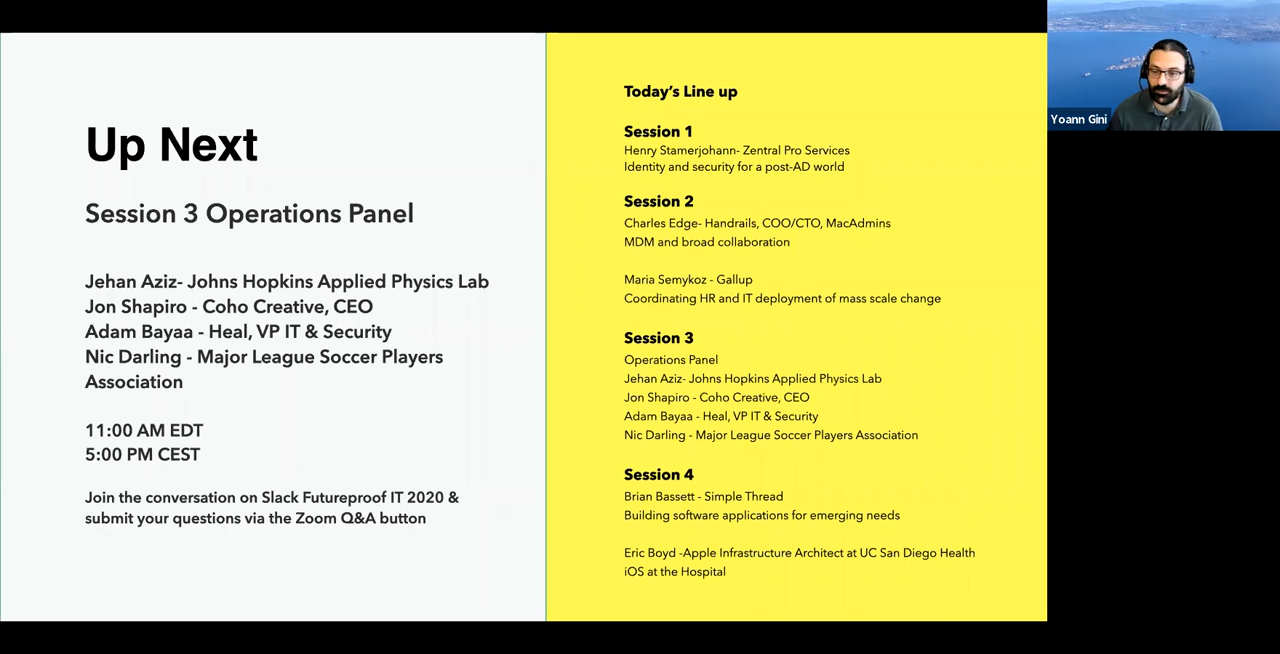 Up Next
Session 3 Operations Panel
Jehan Aziz- Johns Hopkins Applied Physics Lab
Jon Shapiro - Coho Creative, CEO
Adam Bayaa - Heal, VP IT & Security
Nic Darling - Major League Soccer Players
Association
11:00 AM EDT
5:00 PM CEST
Join the conversation on Slack Futureproof IT 2020 &
submit your questions via the Zoom Q&A button
Today’s Line up
Session 1
Henry Stamerjohann- Zentral Pro Services
Identity and security for a post-AD world
Session 2
Charles Edge- Handrails, COO/CTO, MacAdmins
MDM and broad collaboration
Maria Semykoz - Gallup
Coordinating HR and IT deployment of mass scale change
Session 3
Operations Panel
Jehan Aziz- Johns Hopkins Applied Physics Lab
Jon Shapiro - Coho Creative, CEO
Adam Bayaa - Heal, VP IT & Security
Nic Darling - Major League Soccer Players Association
Session 4
Brian Bassett - Simple Thread
Building software applications for emerging needs
Eric Boyd -Apple Infrastructure Architect at UC San Diego Health
iOS at the Hospital
Yoann Gini